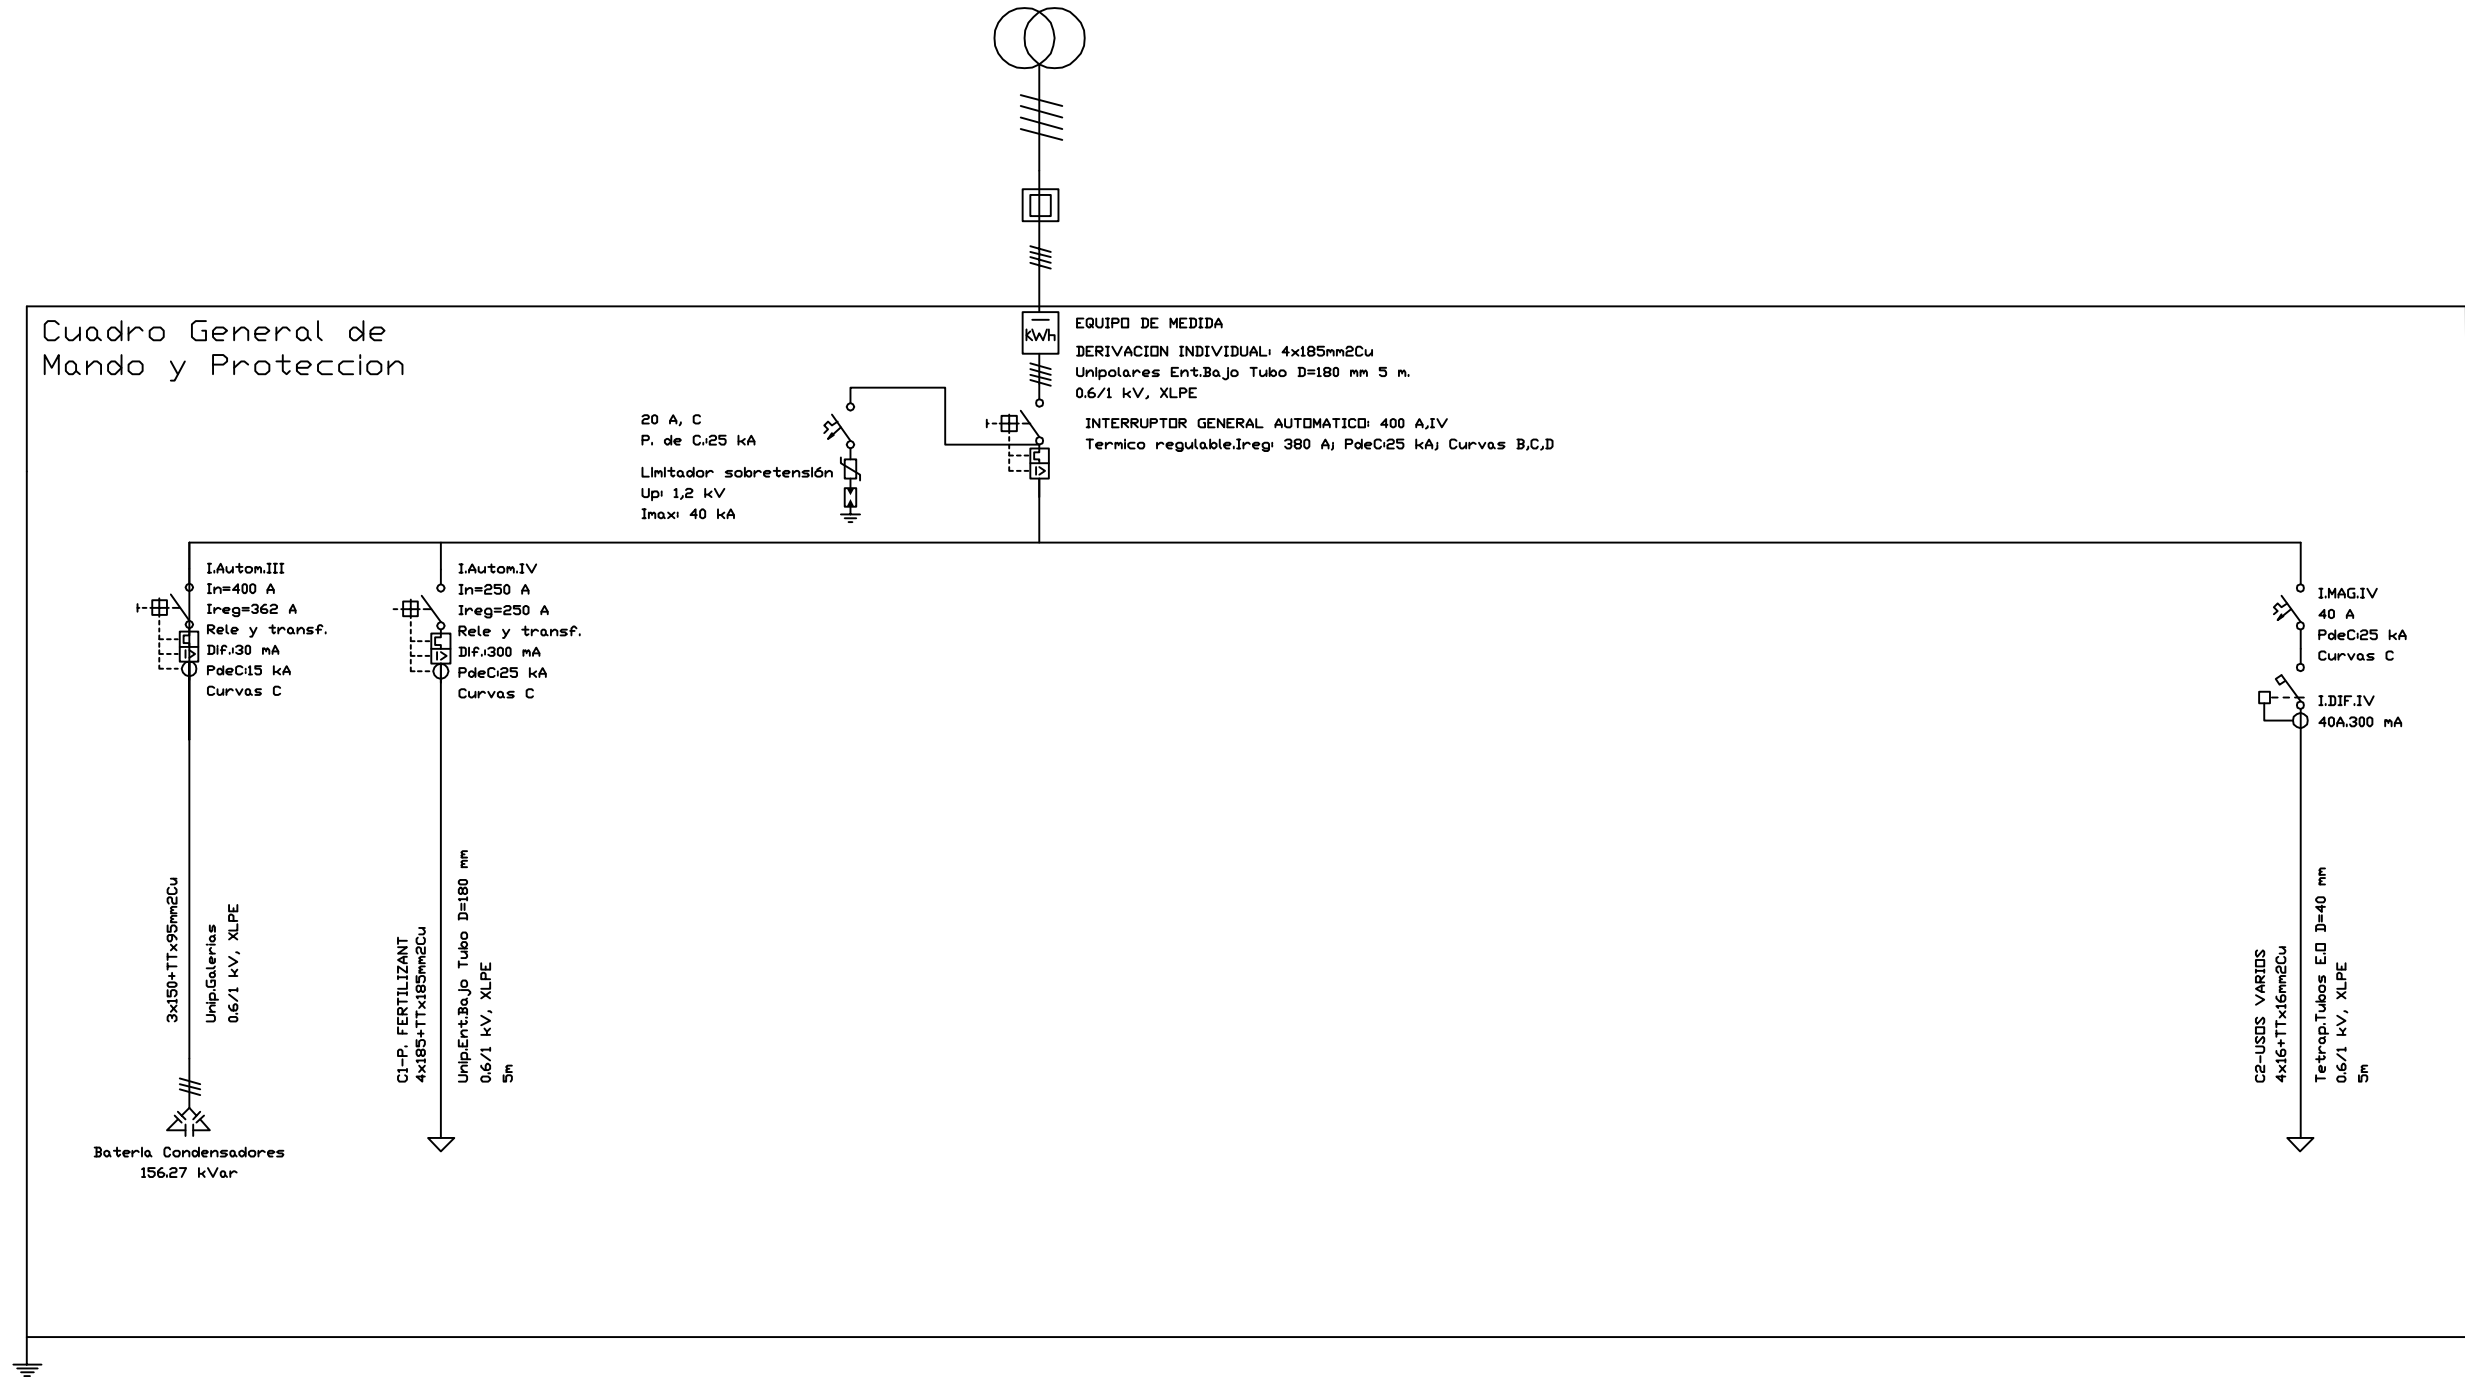 Cuadro General de
Mando y Proteccion
KWh
EQUIPO DE MEDIDA
DERIVACION INDIVIDUAL: 4x185mm2Cu
Unipolares Ent.Bajo Tubo D=180 mm 5 m.
0.6/1 kV, XLPE
INTERRUPTOR GENERAL AUTOMATICO: 400 A,IV
Termico regulable.Ireg: 380 A; PdeC:25 kA; Curvas B,C,D
20 A, C
P. de C.:25 kA
Limitador sobretensión
Up: 1,2 kV
Imax: 40 kA
I>
I.Autom.III
In=400 A
Ireg=362 A
Rele y transf.
Dif.:30 mA
PdeC:15 kA
Curvas C
I>
I.Autom.IV
In=250 A
Ireg=250 A
Rele y transf.
Dif.:300 mA
PdeC:25 kA
Curvas C
I>
I.MAG.IV
40 A
PdeC:25 kA
Curvas C
I.DIF.IV
40A.300 mA
3x150+TTx95mm2Cu
Unip.Galerias
0.6/1 kV, XLPE
C1-P. FERTILIZANT
4x185+TTx185mm2Cu
Unip.Ent.Bajo Tubo D=180 mm
0.6/1 kV, XLPE
5m
C2-USOS VARIOS
4x16+TTx16mm2Cu
Tetrap.Tubos E.O D=40 mm
0.6/1 kV, XLPE
5m
Bateria Condensadores
156.27 kVar